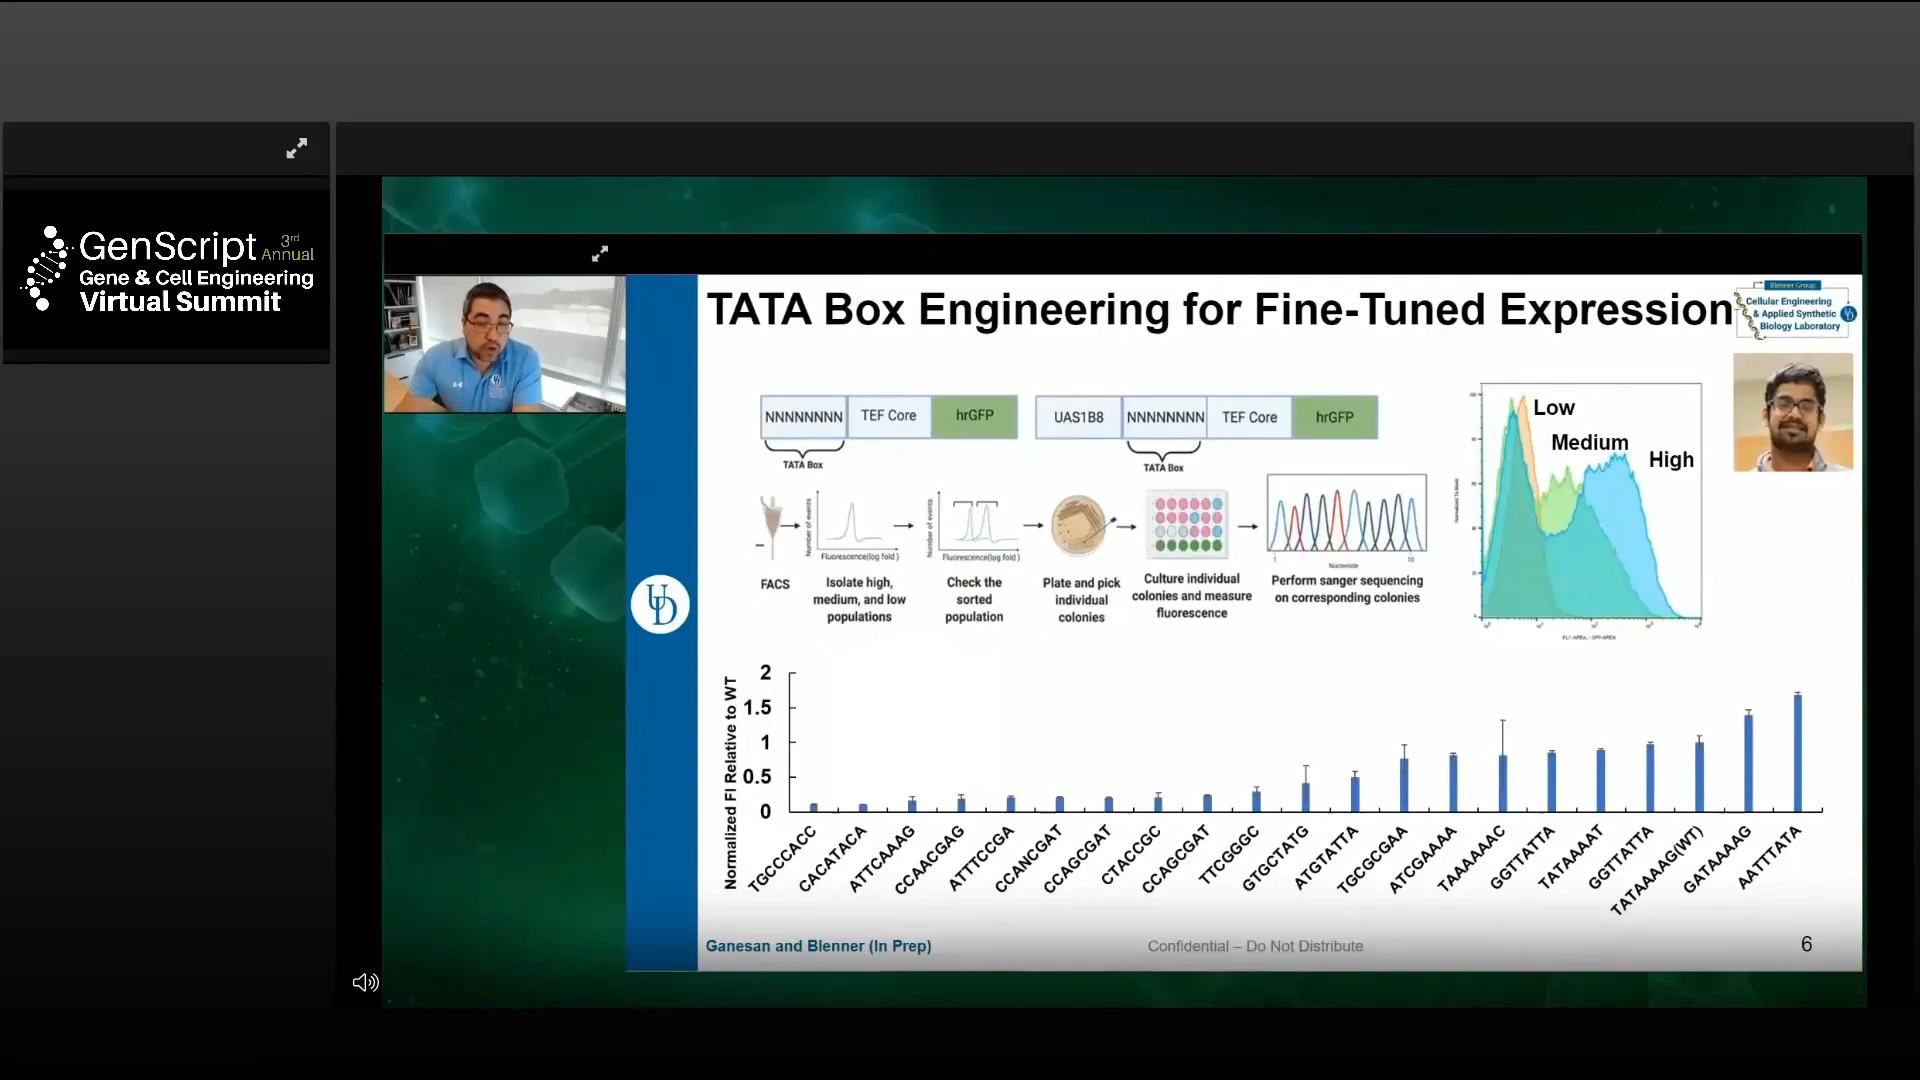 GenScript 3rd Annual
Gene & Cell Engineering
Virtual Summit
TATA Box Engineering for Fine-Tuned Expression
Blenner Group
Cellular Engineering
& Applied Synthetic
Biology Laboratory
UD
NNNNNNNN TEF Core hrGFP
TATA Box
UAS1B8 NNNNNNNN TEF Core hrGFP
TATA Box
FACS
Number of events
Fluorescence(log fold )
Isolate high,
medium, and low
populations
Number of events
Fluorescence(log fold )
Check the
sorted
population
Plate and pick
individual
colonies
Culture individual
colonies and measure
fluorescence
1 10
Nucleotide
Perform sanger sequencing
on corresponding colonies
Low
Medium
High
Normalized FI Relative to WT
2
1.5
1
0.5
0
TGCCCACC
CACATACA
ATTCAAAG
CCAACGAG
ATTTCCGA
CCANCGAT
CCAGCGAT
CTACCGC
CCAGCGAT
TTCGGGC
GTGCTATG
ATGTATTA
TGCGCGAA
ATCGAAAA
TAAAAAAC
GGTTATTA
TATAAAAT
GGTTATTA
TATAAAAG(WT)
GATAAAAG
AATTTATA
Ganesan and Blenner (In Prep)
Confidential – Do Not Distribute
6